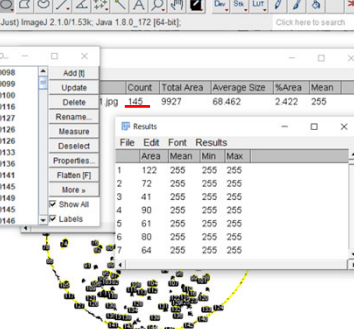 Dev Stk LUT
Just) ImageJ 2.1.0/1.53k; Java 1.8.0_172 [64-bit];
Click here to search
0098
0099
0100
0116
0127
0126
0133
0136
0141
0145
0149
0145
0146
Add [t]
Update
Delete
Rename...
Measure
Deselect
Properties...
Flatten [F]
More »
Show All
Labels
Count Total Area Average Size %Area Mean
.jpg 145 9927 68.462 2.422 255
Results
File Edit Font Results
Area Mean Min Max
1 122 255 255 255
2 72 255 255 255
3 41 255 255 255
4 90 255 255 255
5 61 255 255 255
6 80 255 255 255
7 64 255 255 255